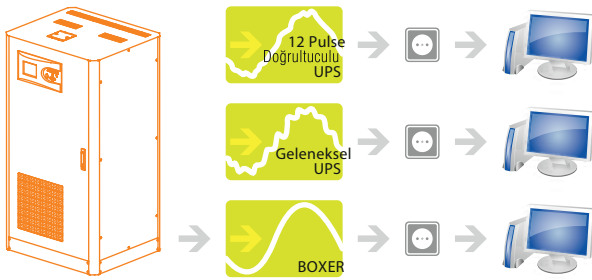 12 Pulse
Doğrultuculu
UPS
Geleneksel
UPS
BOXER